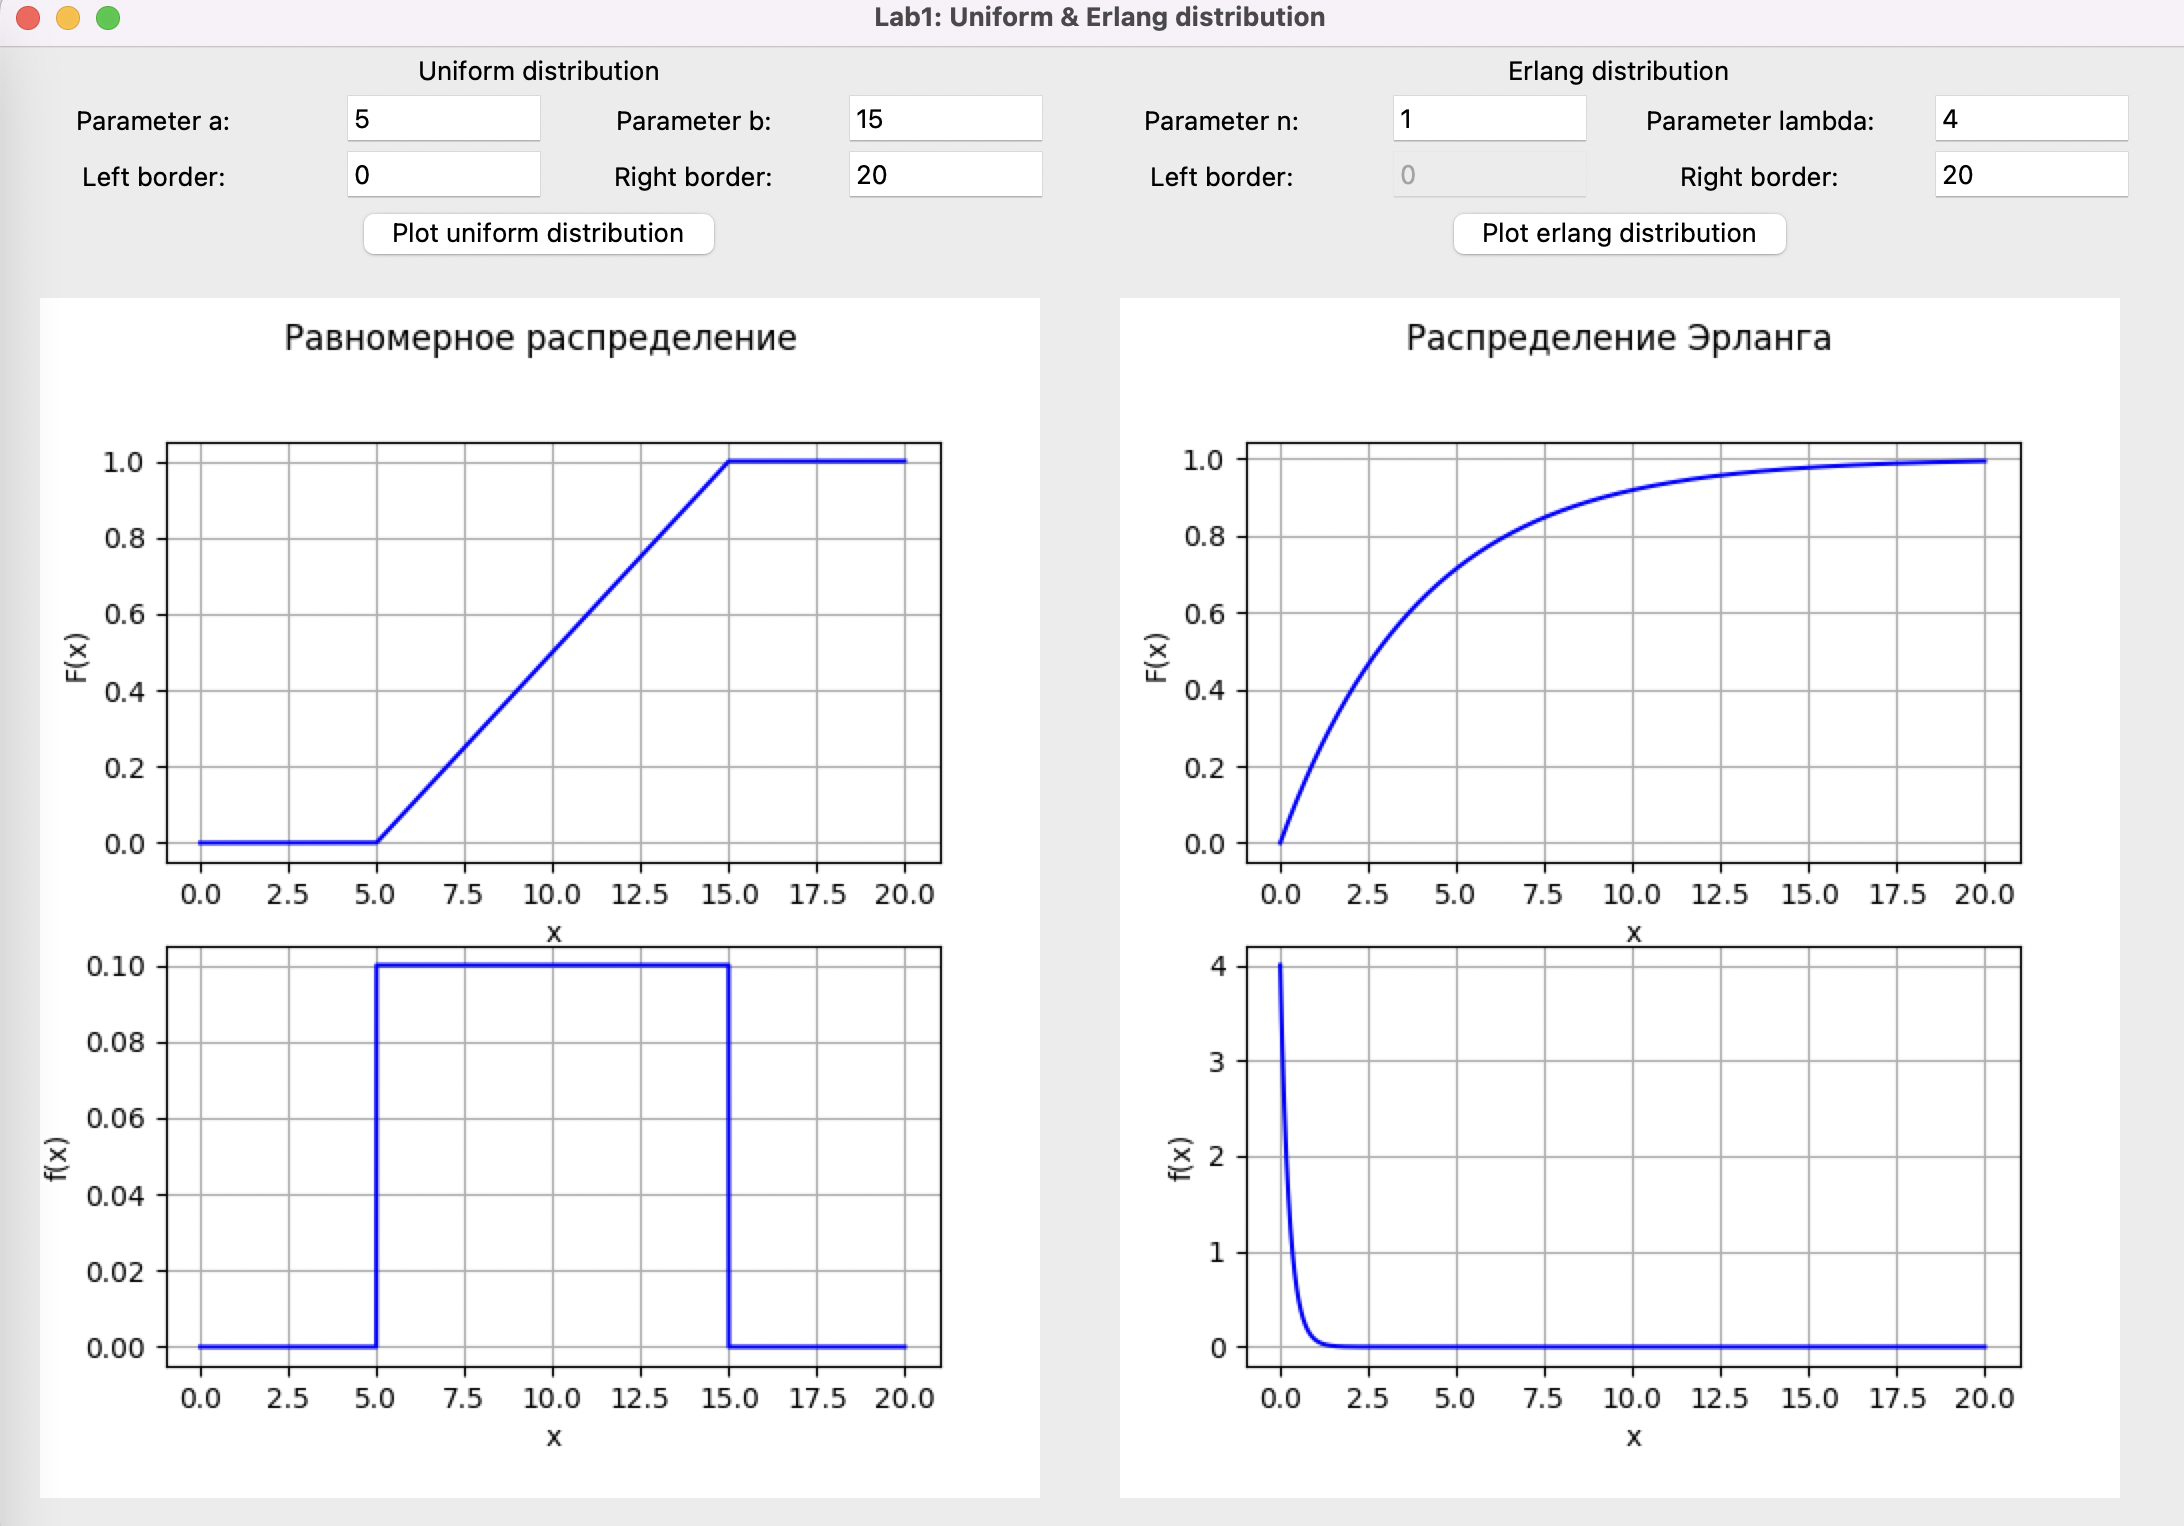 Lab1: Uniform & Erlang distribution
Uniform distribution
Parameter a: 5 Parameter b: 15
Left border: 0 Right border: 20
Plot uniform distribution
Erlang distribution
Parameter n: 1 Parameter lambda: 4
Left border: 0 Right border: 20
Plot erlang distribution
Равномерное распределение
1.0
0.8
0.6
0.4
0.2
0.0
F(x)
0.0 2.5 5.0 7.5 10.0 12.5 15.0 17.5 20.0
x
0.10
0.08
0.06
0.04
0.02
0.00
f(x)
0.0 2.5 5.0 7.5 10.0 12.5 15.0 17.5 20.0
x
Распределение Эрланга
1.0
0.8
0.6
0.4
0.2
0.0
F(x)
0.0 2.5 5.0 7.5 10.0 12.5 15.0 17.5 20.0
x
4
3
2
1
0
f(x)
0.0 2.5 5.0 7.5 10.0 12.5 15.0 17.5 20.0
x